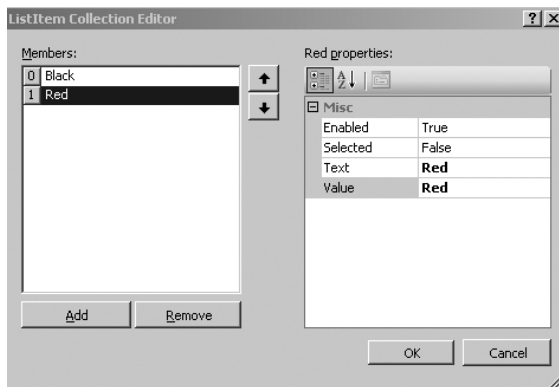 ListItem Collection Editor
? X
Members:
0 Black
1 Red
Add Remove
Red properties:
A Z
Misc
Enabled True
Selected False
Text Red
Value Red
OK Cancel